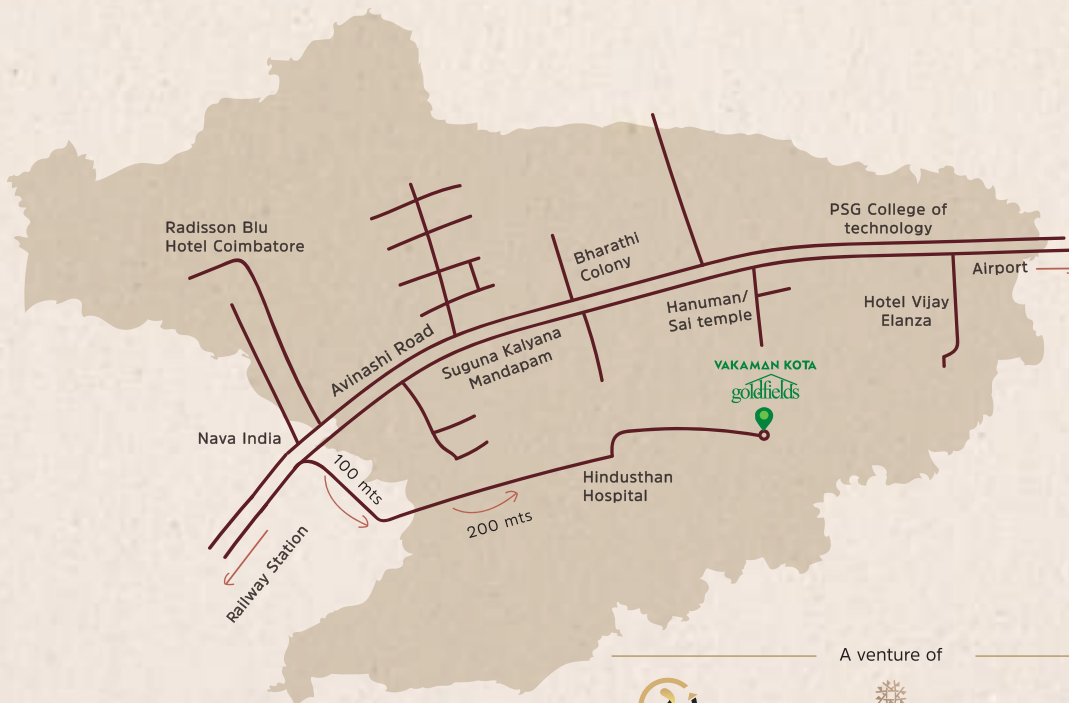 PSG College of
technology
Radisson Blu
Hotel Coimbatore
Bharathi
Colony
Airport
Hanuman/
Sai temple
Hotel Vijay
Elanza
Avinashi Road
Suguna Kalyana
Mandapam
VAKAMAN KOTA
goldfields
Nava India
100 mts
Hindusthan
Hospital
200 mts
Railway Station
A venture of